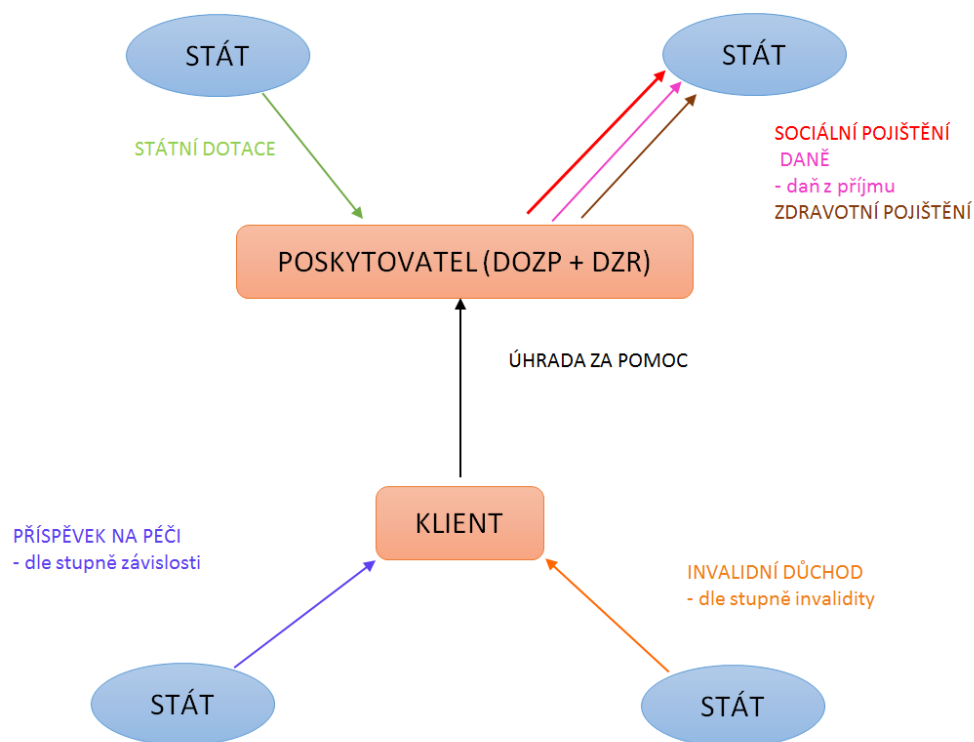 STÁT
STÁT
STÁTNÍ DOTACE
SOCIÁLNÍ POJIŠTĚNÍ
DANĚ
- daň z příjmu
ZDRAVOTNÍ POJIŠTĚNÍ
POSKYTOVATEL (DOZP + DZR)
ÚHRADA ZA POMOC
KLIENT
PŘÍSPĚVEK NA PÉČI
- dle stupně závislosti
INVALIDNÍ DŮCHOD
- dle stupně invalidity
STÁT
STÁT